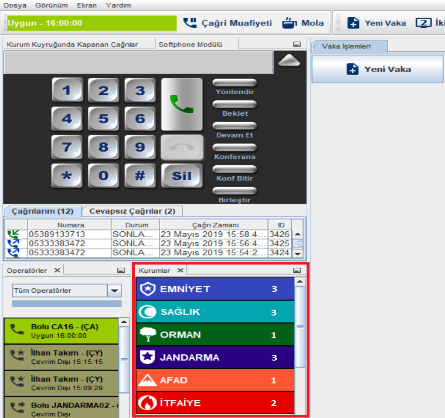 Dosya Görünüm Ekran Yardım
Uygun - 16:00:00 Çağri Muafiyeti Mola Yeni Vaka İki
Kurum Kuyruğunda Kapanan Çağrılar Softphone Modülü Vaka İşlemleri
Yeni Vaka
1 2 3 Yönlendir
4 5 6 Beklet
Devam Et
7 8 9 Konferans
* 0 # Sil Konf Bitir
Birleştir
Çağrılarım (12) Cevapsız Çağrılar (2)
Numara Durum Çağrı Zamanı ID
05389133713 SONLA... 23 Mayıs 2019 15:58:4... 3426
05333383472 SONLA... 23 Mayıs 2019 15:56:4... 3425
05333383472 SONLA... 23 Mayıs 2019 15:54:2... 3424
Operatörler Kurumlar
Tüm Operatörler
EMNİYET 3
SAĞLIK 3
ORMAN 1
JANDARMA 3
AFAD 1
İTFAİYE 2
Bolu CA16 - (ÇA)
Uygun 16:00:00
İlhan Takım - (ÇY)
Çevrim Dışı 15:15:15
İlhan Takım - (ÇY)
Çevrim Dışı 15:09:29
Bolu JANDARMA02 -
Çevrim Dışı